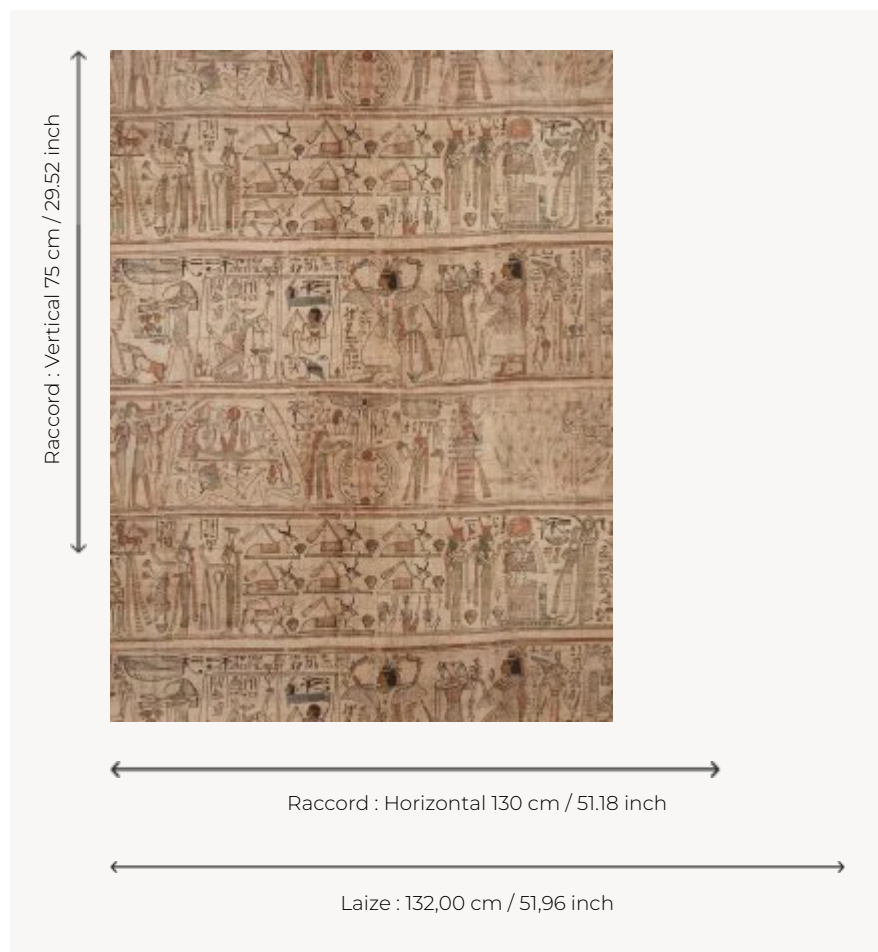 Raccord : Vertical 75 cm / 29.52 inch
Raccord : Horizontal 130 cm / 51.18 inch
Laize : 132,00 cm / 51,96 inch